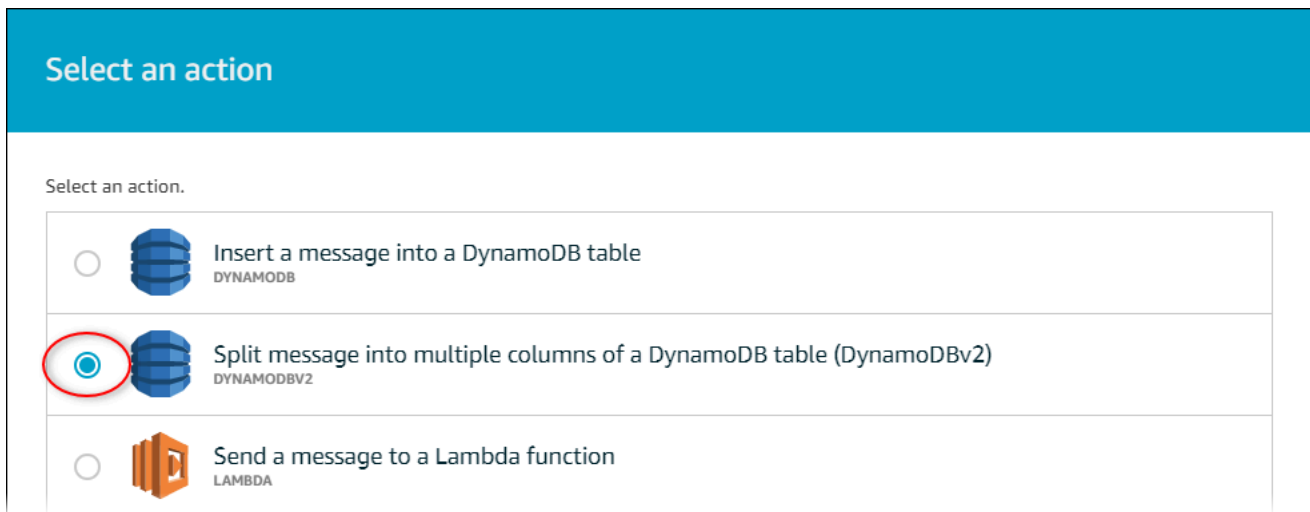 Select an action
Select an action.
Insert a message into a DynamoDB table
DYNAMODB
Split message into multiple columns of a DynamoDB table (DynamoDBv2)
DYNAMODBV2
Send a message to a Lambda function
LAMBDA